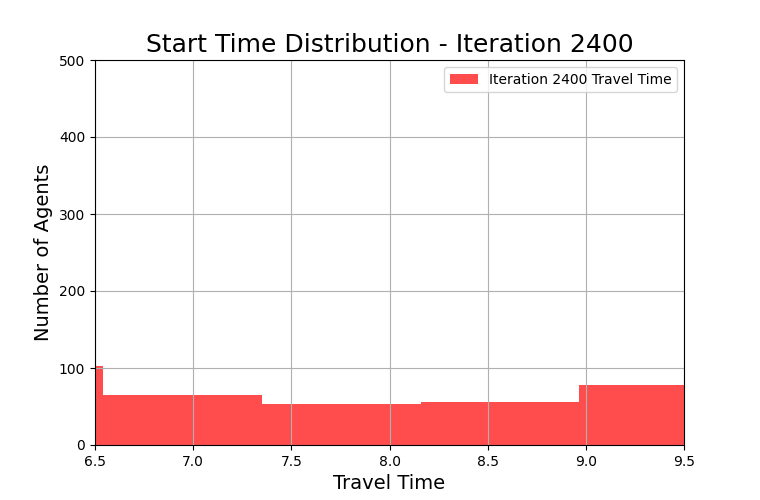 Start Time Distribution - Iteration 2400
Iteration 2400 Travel Time
Number of Agents
500
400
300
200
100
0
6.5 7.0 7.5 8.0 8.5 9.0 9.5
Travel Time